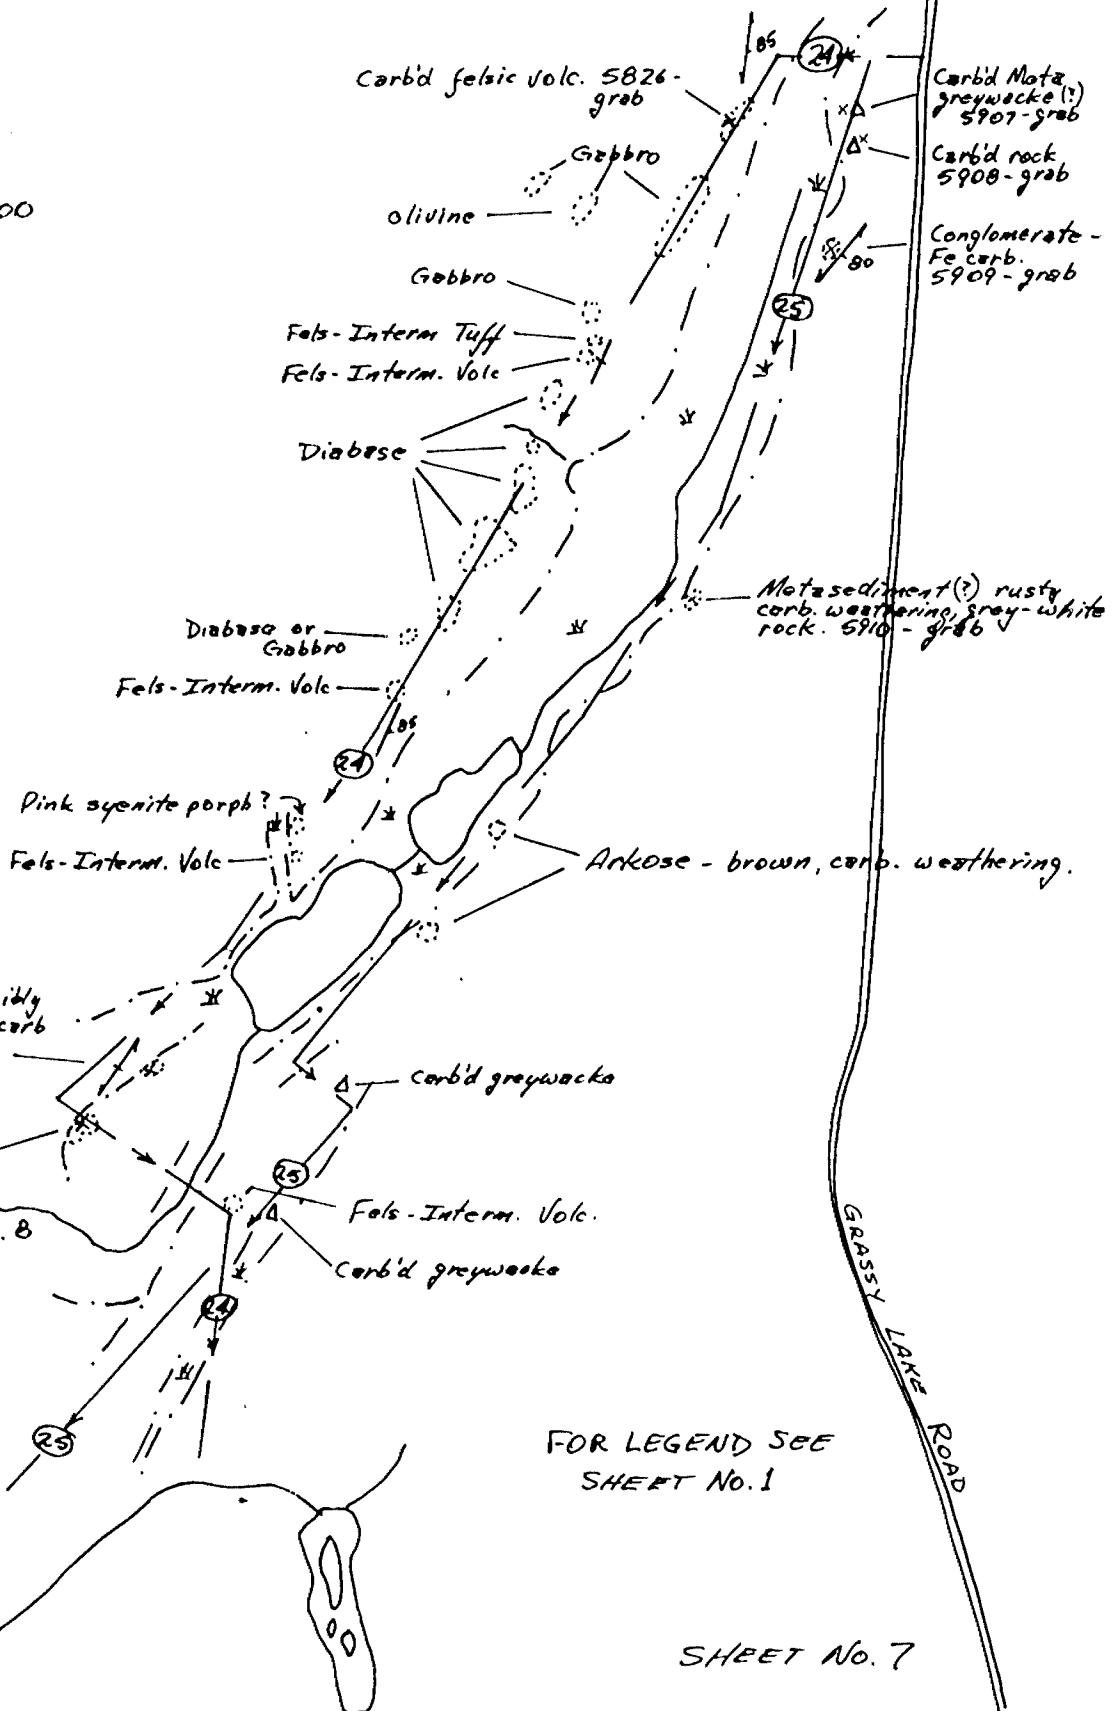 85
24
Carb'd felsic volc. 5826-
grab
Carb'd Meta
greywacke (?)
5907-grab
Gabbro
Carb'd rock
5908-grab
00
olivine
Conglomerate -
Fe carb.
5909-grab
80
Gabbro
25
Fels-Interm Tuff
Fels-Interm. Volc
Diabase
Metasediment (?) rusty
carb. weathering, grey-white
rock. 5910 - grab
Diabase or
Gabbro
Fels-Interm. Volc
85
24
Pink syenite porph ?
Fels-Interm. Volc
Arkose - brown, carb. weathering.
ibly
carb
Carb'd greywacke
25
Fels-Interm. Volc.
. 8
Carb'd greywacke
24
GRASSY LAKE ROAD
25
FOR LEGEND SEE
SHEET No. 1
SHEET No. 7